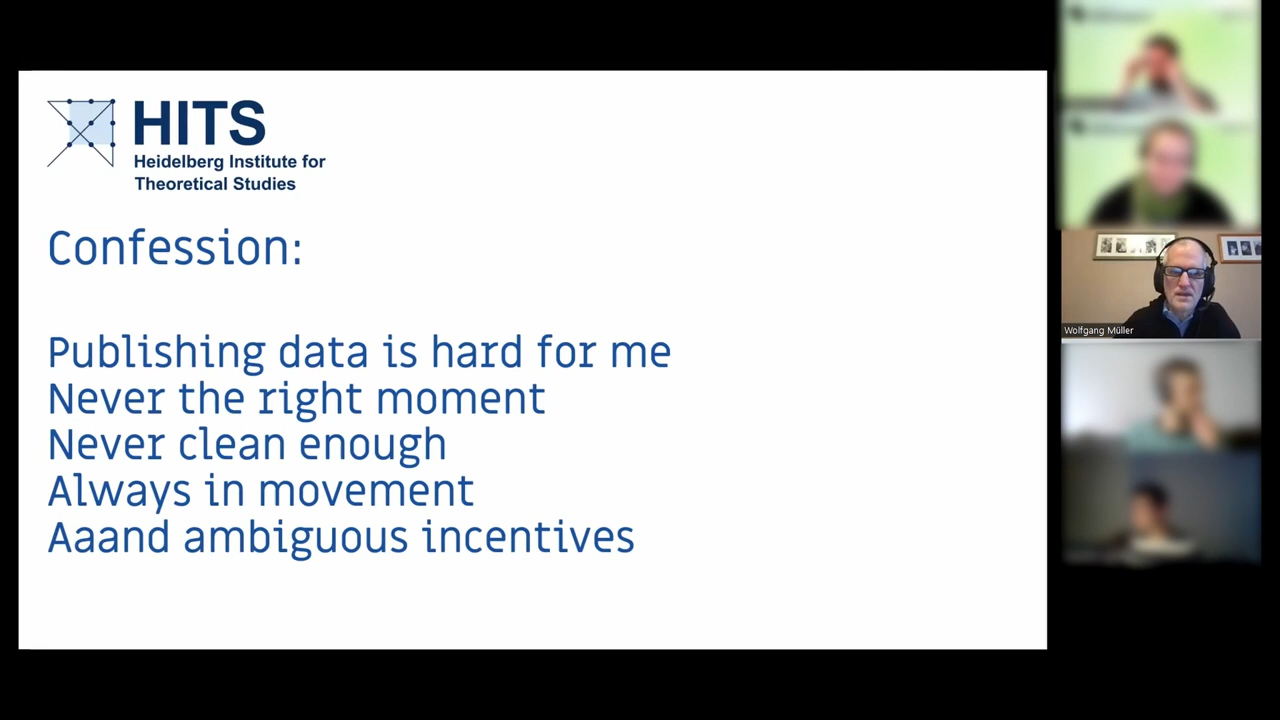 HITS
Heidelberg Institute for
Theoretical Studies
Confession:
Publishing data is hard for me
Never the right moment
Never clean enough
Always in movement
Aaand ambiguous incentives
Wolfgang Müller